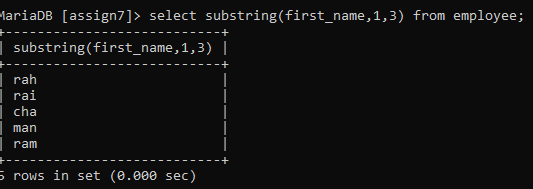 MariaDB [assign7]> select substring(first_name,1,3) from employee;
+---------------------------+
| substring(first_name,1,3) |
+---------------------------+
| rah                       |
| rai                       |
| cha                       |
| man                       |
| ram                       |
+---------------------------+
5 rows in set (0.000 sec)